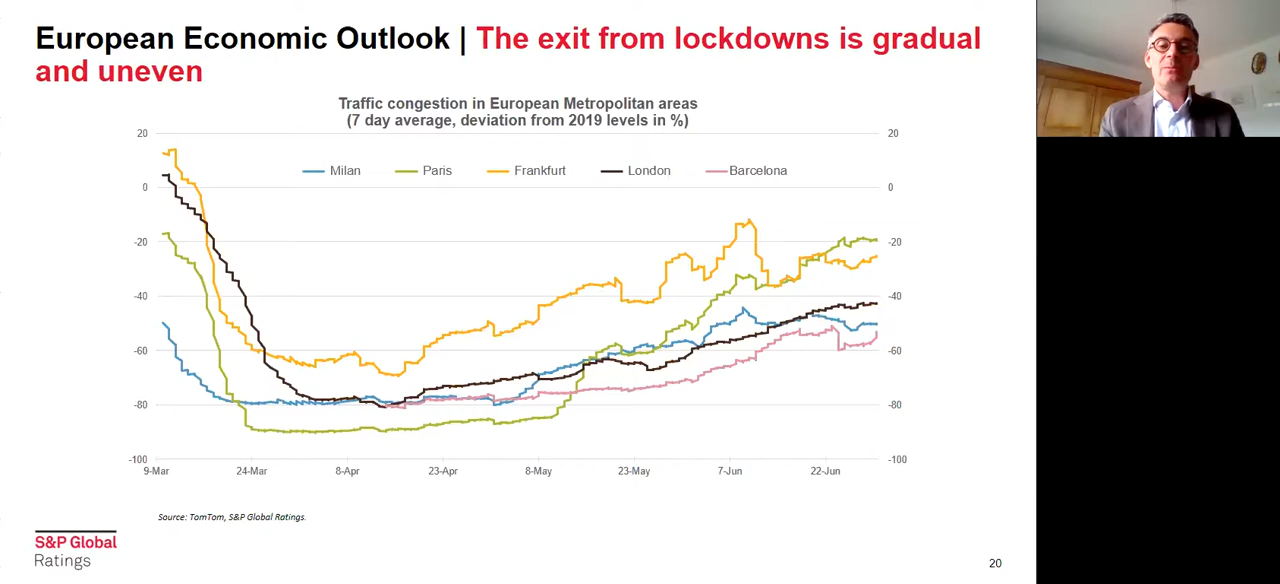 European Economic Outlook | The exit from lockdowns is gradual
and uneven
Traffic congestion in European Metropolitan areas
(7 day average, deviation from 2019 levels in %)
20 20
Milan Paris Frankfurt London Barcelona
0 0
-20 -20
-40 -40
-60 -60
-80 -80
-100 -100
9-Mar 24-Mar 8-Apr 23-Apr 8-May 23-May 7-Jun 22-Jun
Source: TomTom, S&P Global Ratings.
S&P Global
Ratings
20